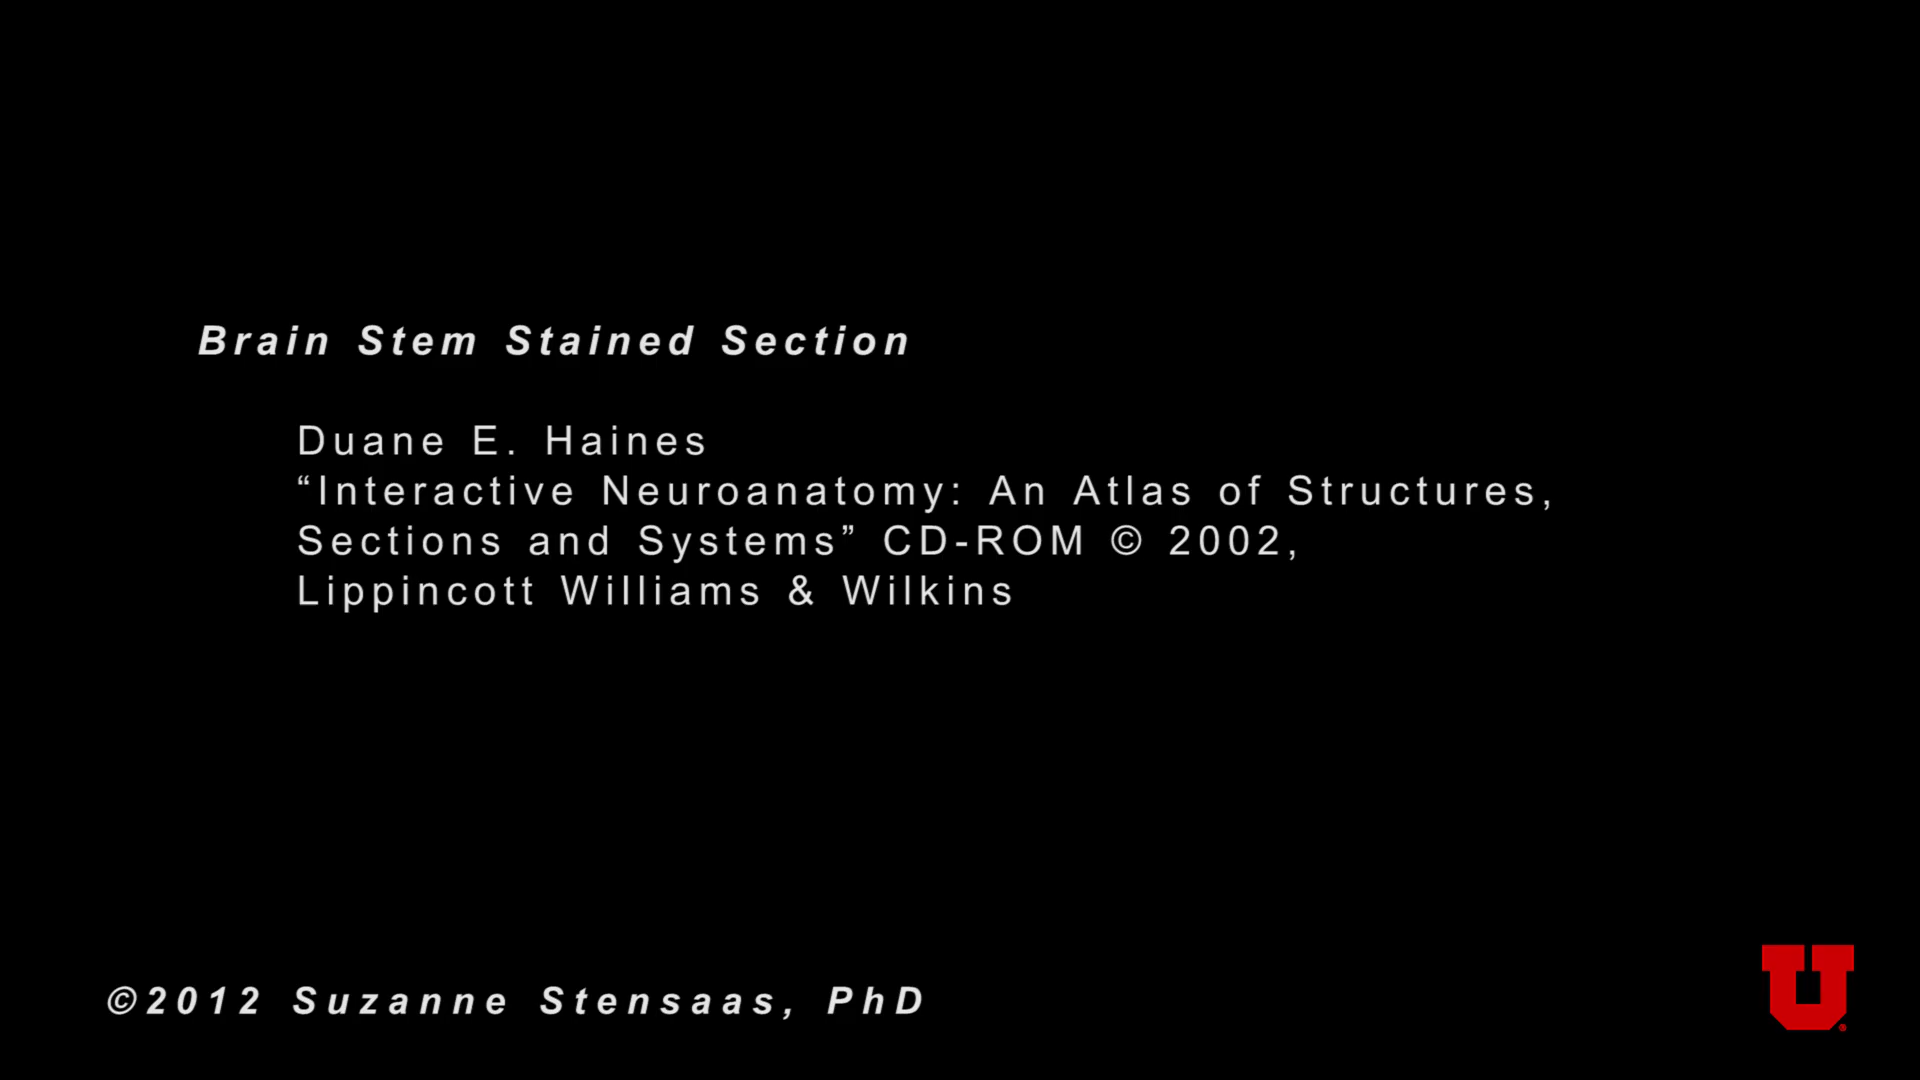 Brain Stem Stained Section
Duane E. Haines
“Interactive Neuroanatomy: An Atlas of Structures,
Sections and Systems” CD-ROM © 2002,
Lippincott Williams & Wilkins
©2012 Suzanne Stensaas, PhD
U®